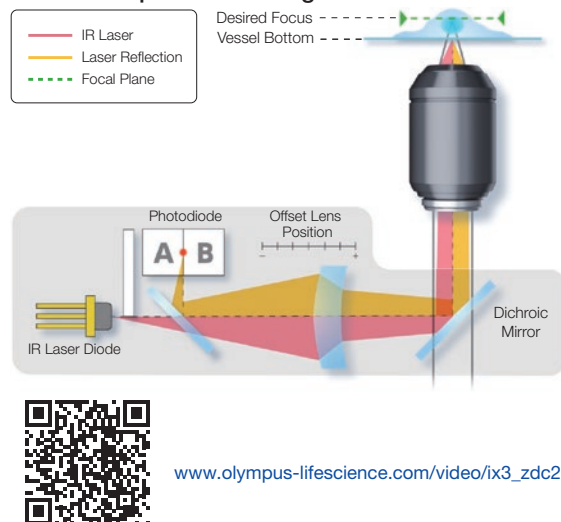 Desired Focus
Vessel Bottom
IR Laser
Laser Reflection
Focal Plane
Photodiode
Offset Lens
Position
- +
A B
IR Laser Diode
Dichroic
Mirror
www.olympus-lifescience.com/video/ix3_zdc2